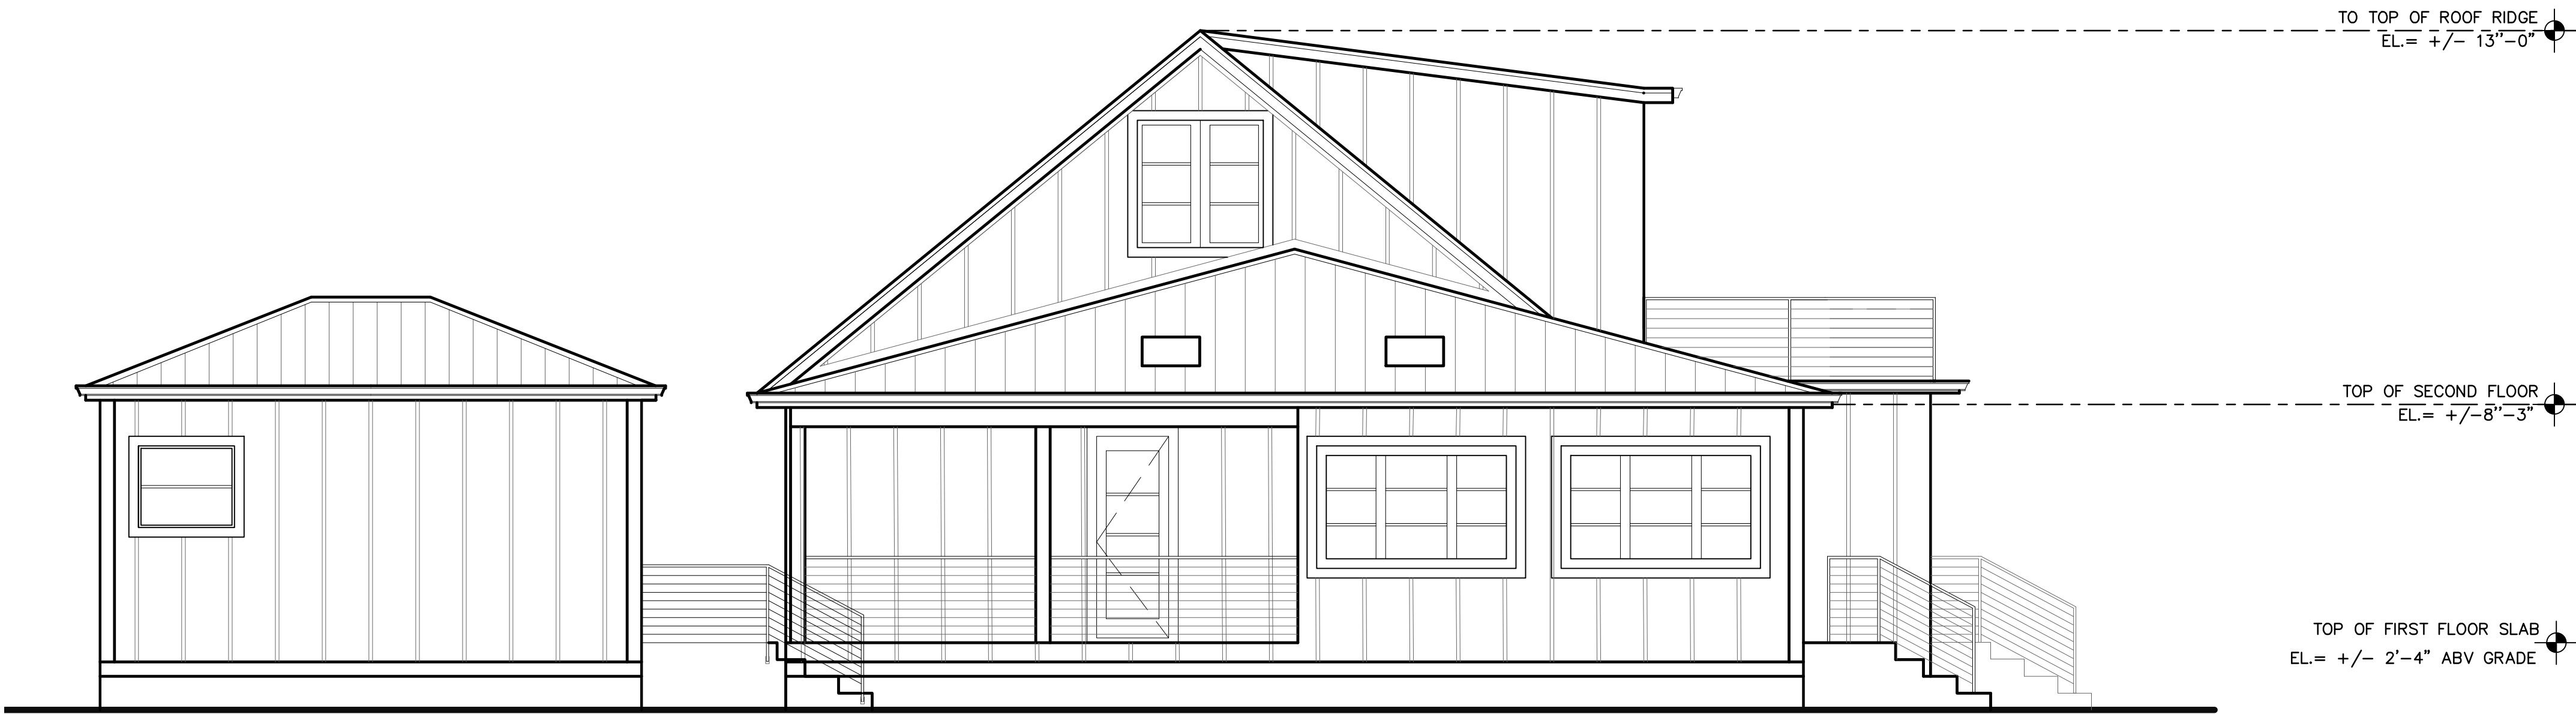 TO TOP OF ROOF RIDGE
EL.= +/- 13''-0"
TOP OF SECOND FLOOR
EL.= +/-8''-3"
TOP OF FIRST FLOOR SLAB
EL.= +/- 2'-4" ABV GRADE